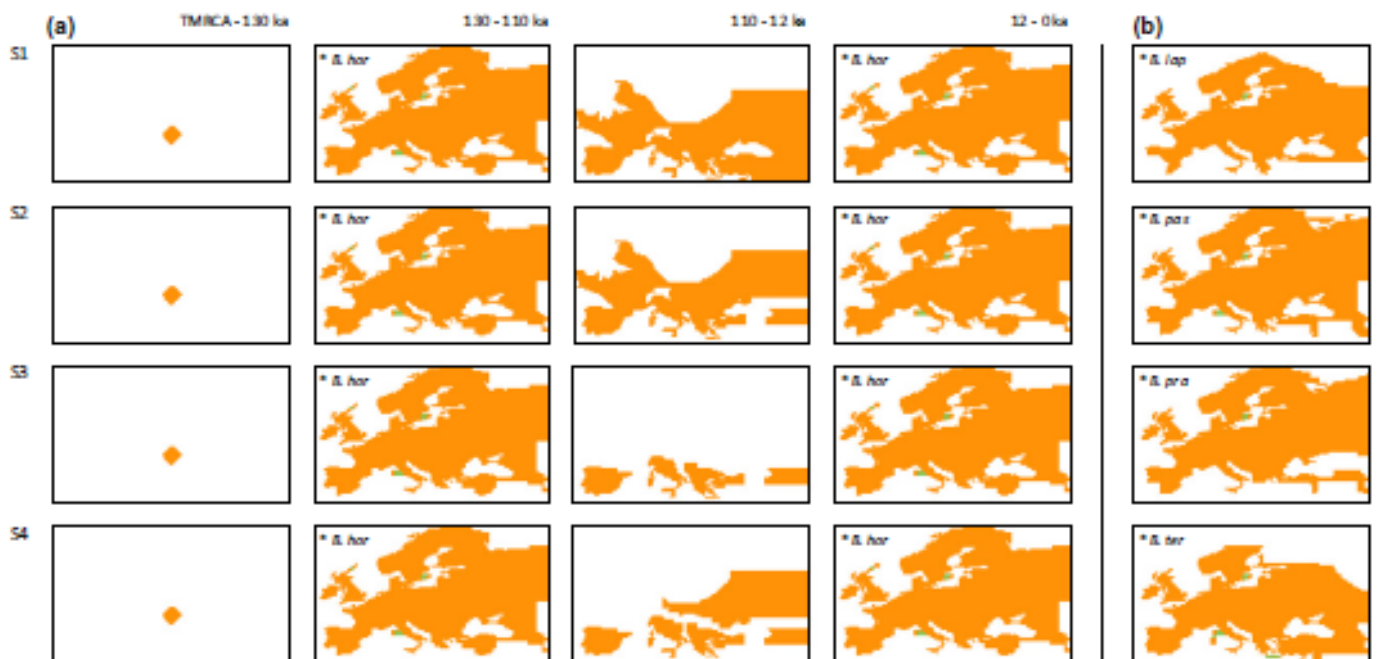 (a) TMRCA - 130 ka 130 - 110 ka 110 - 12 ka 12 - 0 ka (b)
S1 * B. hor * B. hor * B. lap
S2 * B. hor * B. hor * B. pas
S3 * B. hor * B. hor * B. pra
S4 * B. hor * B. hor * B. ter